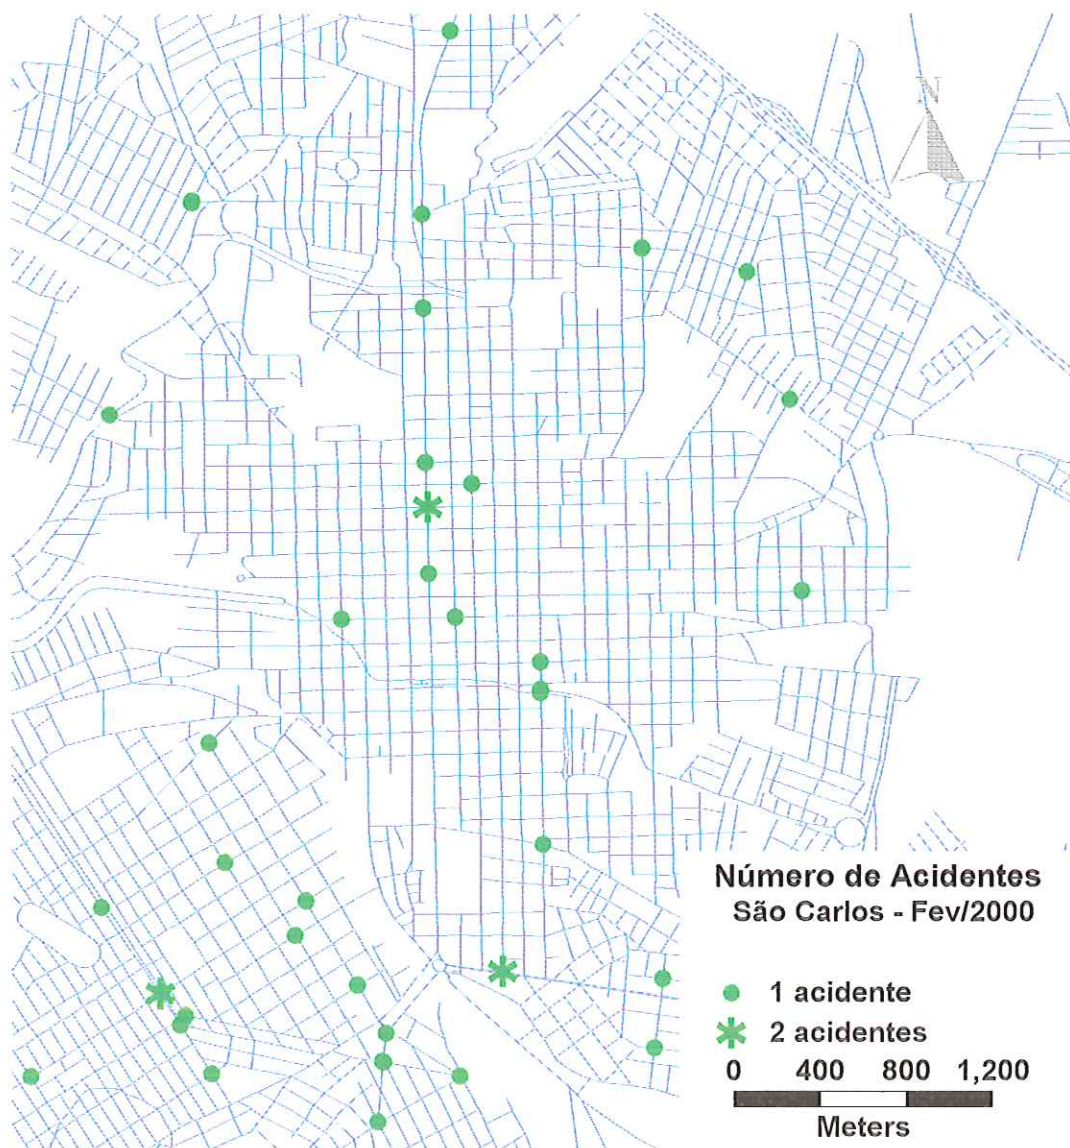 N
Número de Acidentes
São Carlos - Fev/2000
1 acidente
2 acidentes
0 400 800 1,200
Meters